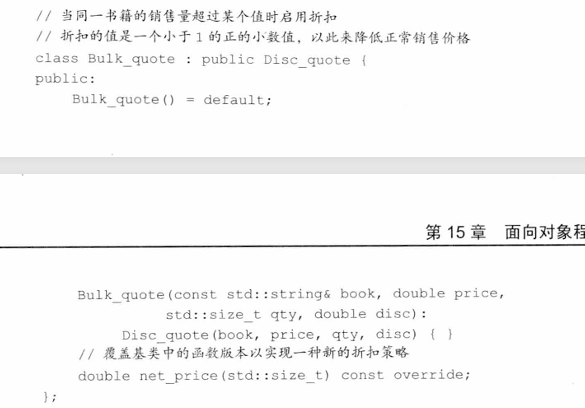 // 当同一书籍的销售量超过某个值时启用折扣
// 折扣的值是一个小于1的正的小数值，以此来降低正常销售价格
class Bulk_quote : public Disc_quote {
public:
    Bulk_quote() = default;
第 15 章 面向对象程
    Bulk_quote(const std::string& book, double price,
            std::size_t qty, double disc):
        Disc_quote(book, price, qty, disc) { }
    // 覆盖基类中的函数版本以实现一种新的折扣策略
    double net_price(std::size_t) const override;
};